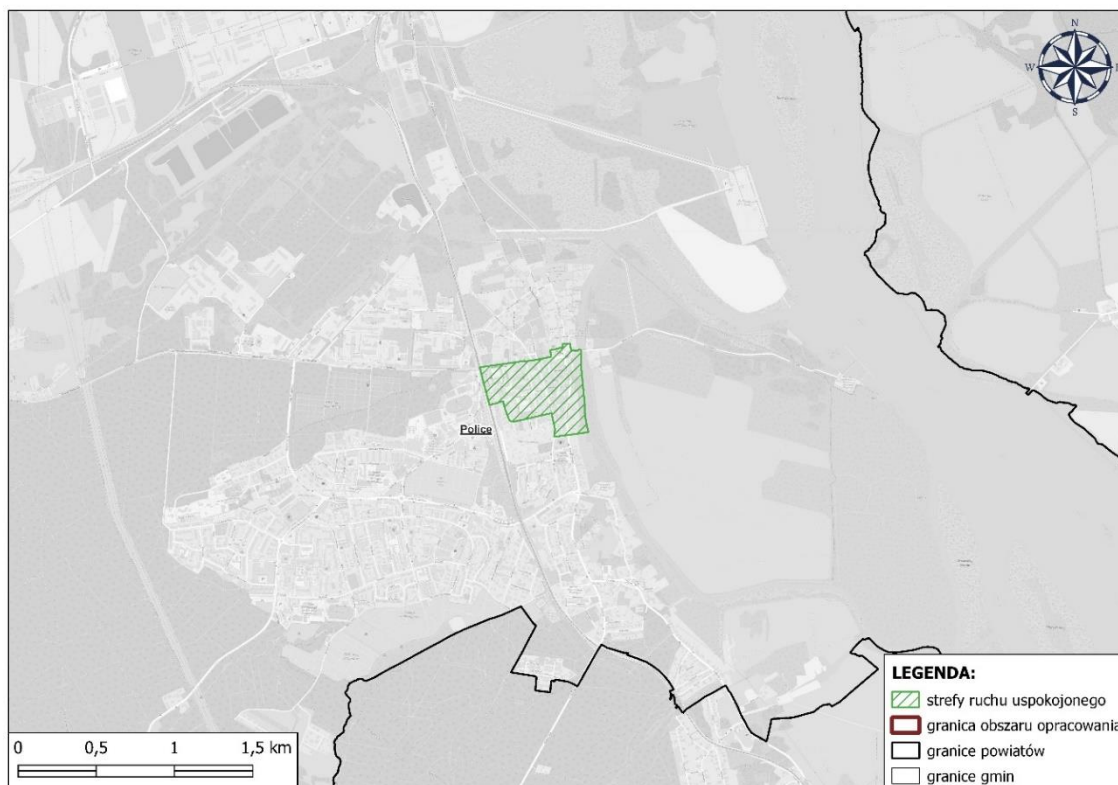 N
W
S
Police
LEGENDA:
strefy ruchu uspokojonego
granica obszaru opracowania
granice powiatów
granice gmin
0 0,5 1 1,5 km